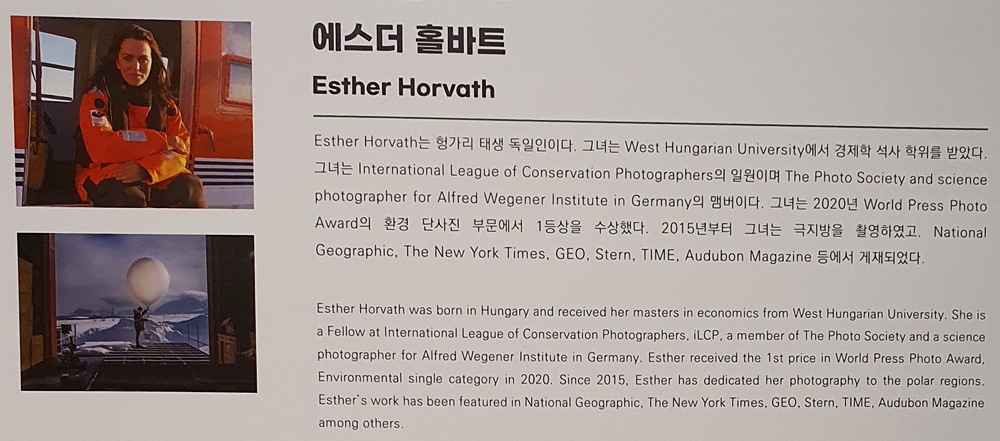 에스더 홀바트
Esther Horvath
Esther Horvath는 헝가리 태생 독일인이다. 그녀는 West Hungarian University에서 경제학 석사 학위를 받았다.
그녀는 International League of Conservation Photographers의 일원이며 The Photo Society and science
photographer for Alfred Wegener Institute in Germany의 맴버이다. 그녀는 2020년 World Press Photo
Award의 환경 단사진 부문에서 1등상을 수상했다. 2015년부터 그녀는 극지방을 촬영하였고. National
Geographic, The New York Times, GEO, Stern, TIME, Audubon Magazine 등에서 게재되었다.
Esther Horvath was born in Hungary and received her masters in economics from West Hungarian University. She is
a Fellow at International League of Conservation Photographers, iLCP, a member of The Photo Society and a science
photographer for Alfred Wegener Institute in Germany. Esther received the 1st price in World Press Photo Award,
Environmental single category in 2020. Since 2015, Esther has dedicated her photography to the polar regions.
Esther`s work has been featured in National Geographic, The New York Times, GEO, Stern, TIME, Audubon Magazine
among others.